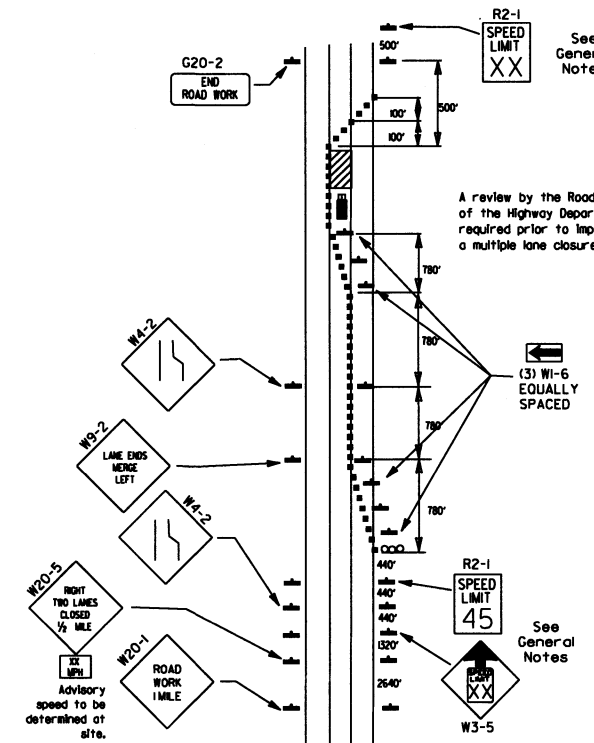 R2-1
SPEED
LIMIT
XX
See
General
Note
500'
G20-2
END
ROAD WORK
500'
100'
100'
A review by the Road
of the Highway Depar
required prior to imp
a multiple lane closure
780'
780'
W4-2
(3) W1-6
EQUALLY
SPACED
780'
W9-2
LANE ENDS
MERGE
LEFT
780'
W4-2
440'
R2-1
SPEED
LIMIT
45
440'
440'
W20-5
RIGHT
TWO LANES
CLOSED
1/2 MILE
XX
MPH
Advisory
speed to be
determined at
site.
1320'
See
General
Notes
W20-1
ROAD
WORK
1 MILE
2640'
SPEED
LIMIT
XX
W3-5